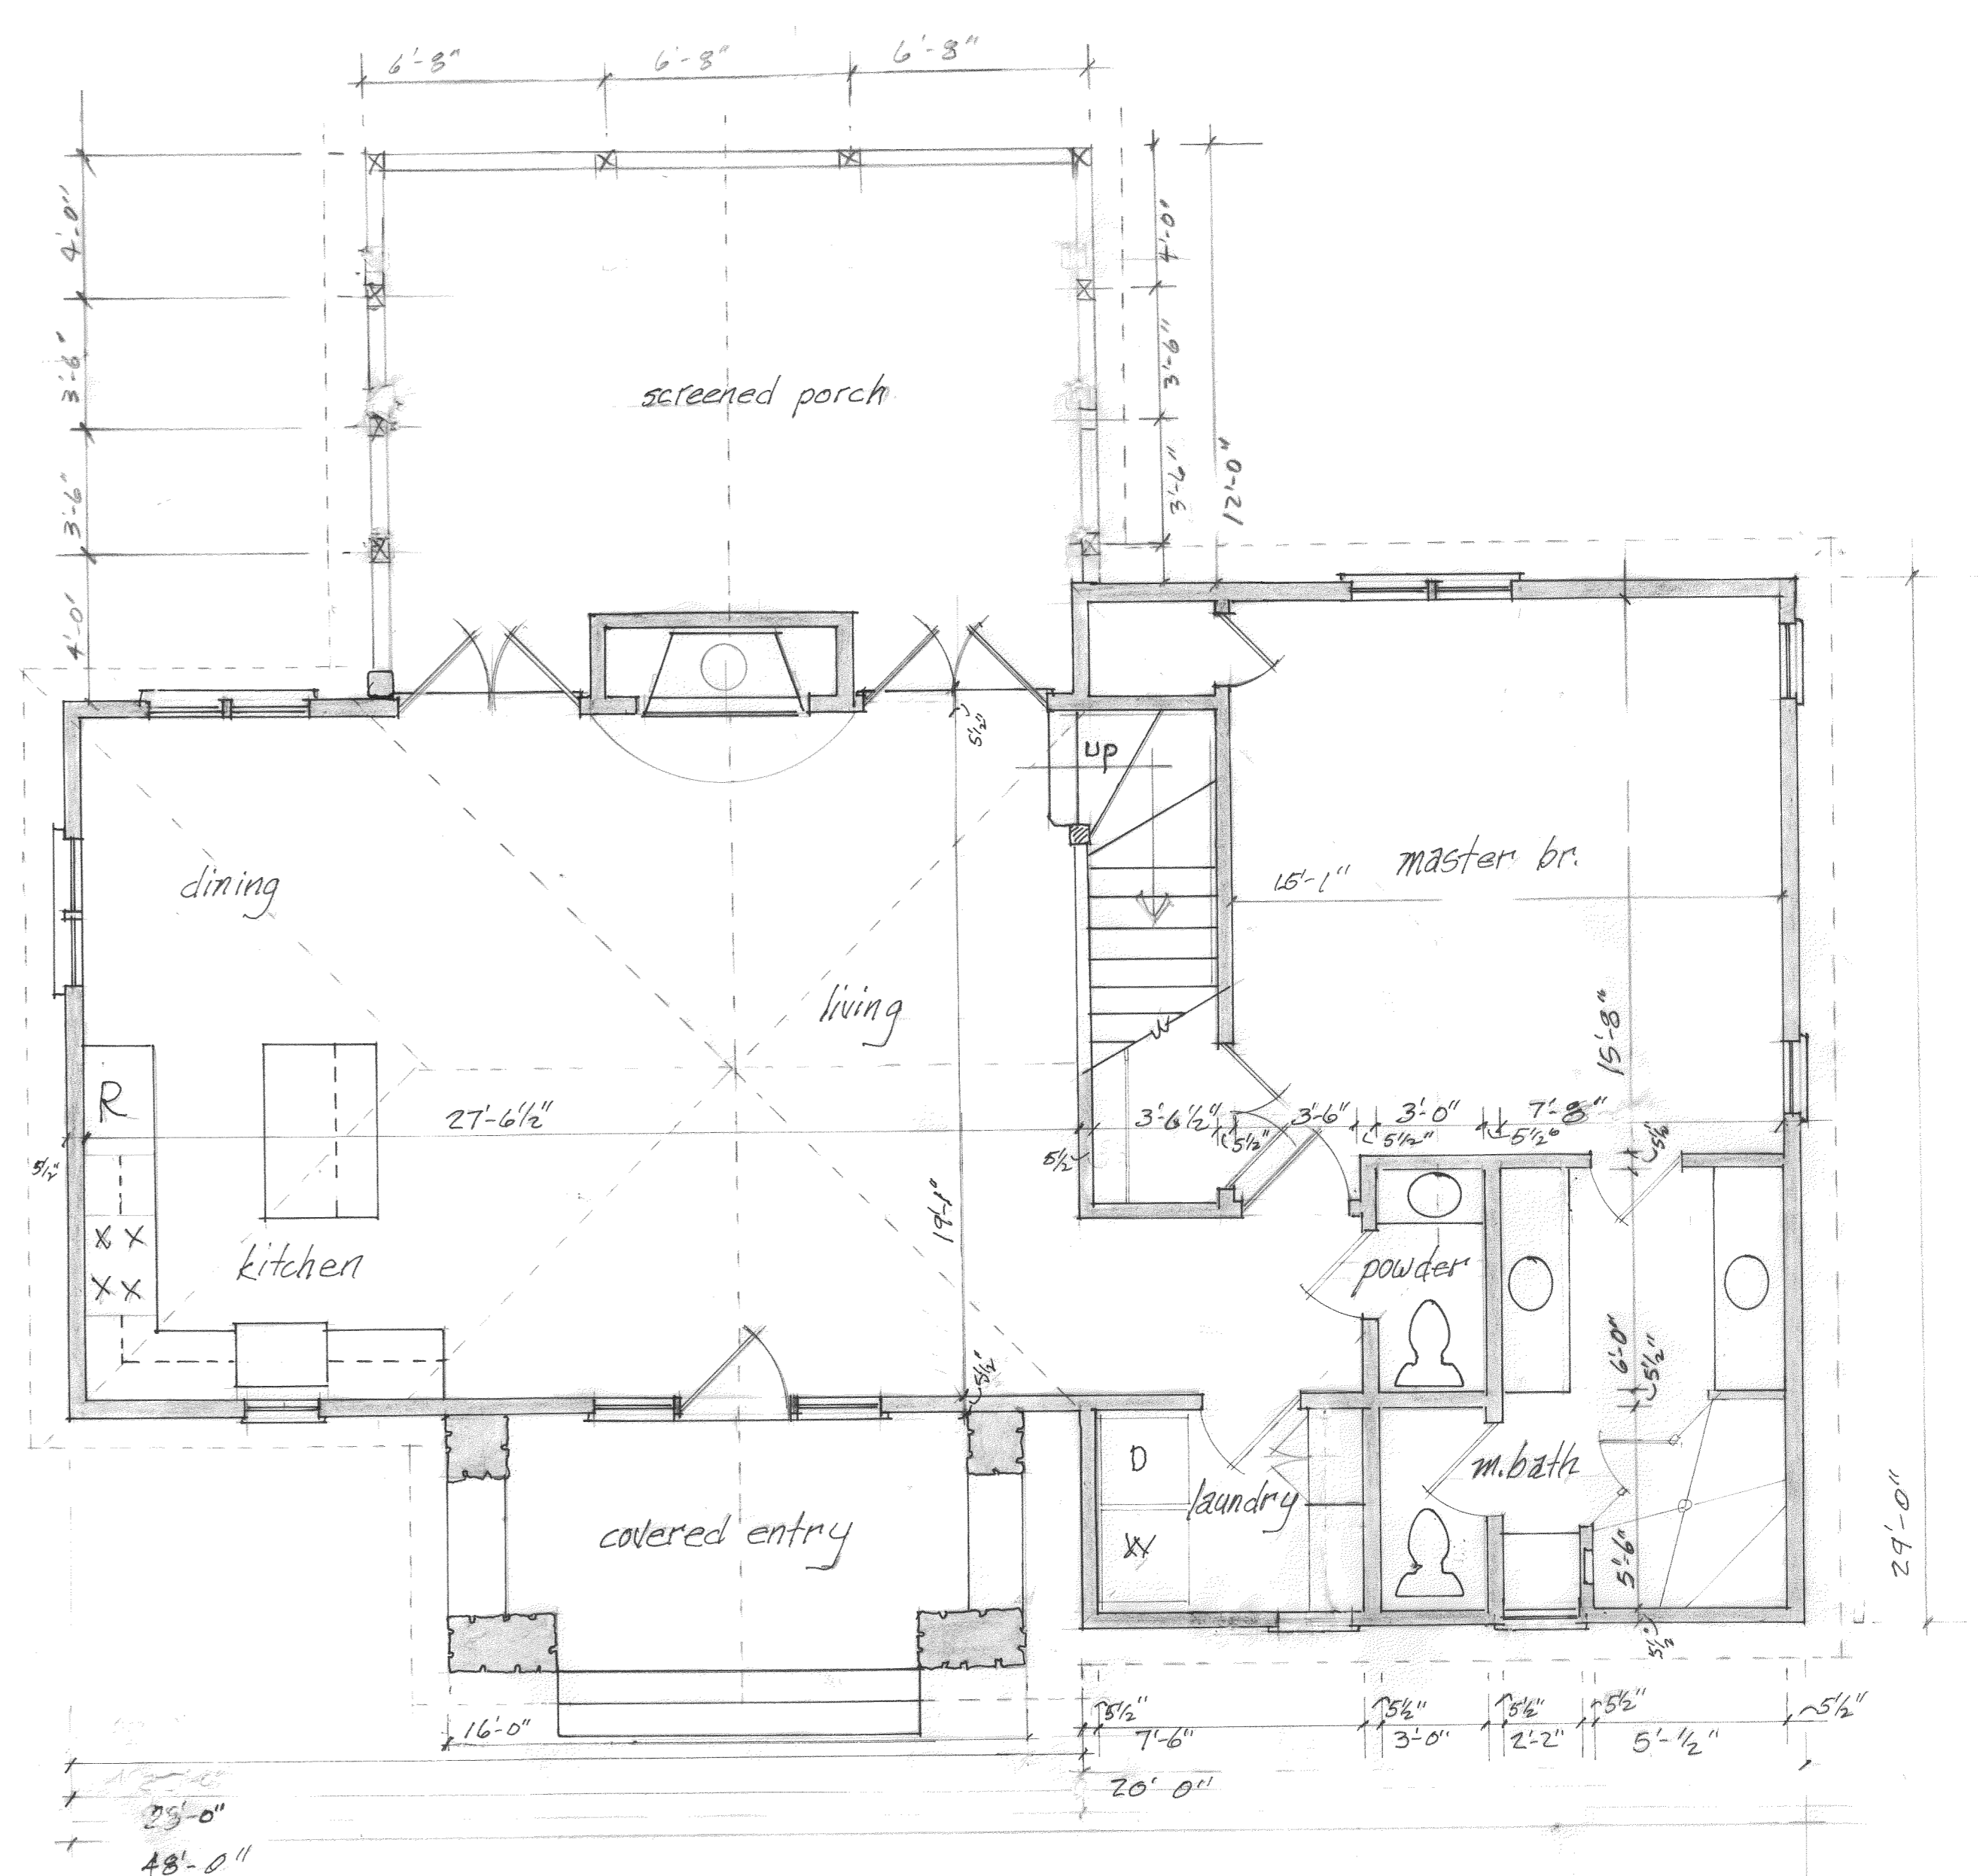 6'-8" 6'-8" 6'-8"
4'-0"
3'-6"
3'-6"
4'-0"
4'-0"
3'-6"
3'-6"
12'-0"
screened porch
5½"
up
dining
living
15'-1" master br.
15'-8"
R
27'-6½"
5½"
5½
3'-6½" 3'-6" 3'-0" 7'-8"
5½" 5½" 5½"
5½"
19'-1"
kitchen
powder
6'-0"
5½"
5½"
D
W
laundry
m.bath
covered entry
5'-6"
5½"
29'-0"
16'-0"
5½" 5½" 5½" 5½" 5½"
7'-6" 3'-0" 2'-2" 5'-½"
20'-0"
28'-0"
48'-0"